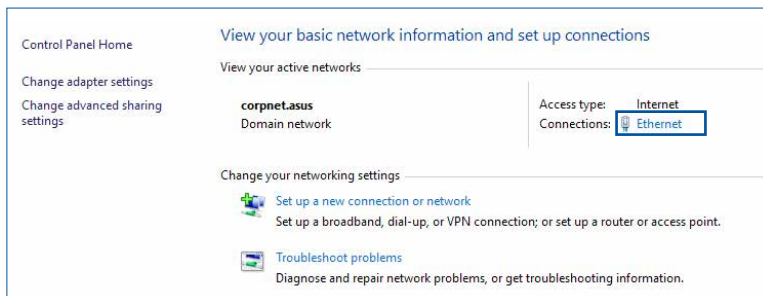 Control Panel Home
Change adapter settings
Change advanced sharing
settings
View your basic network information and set up connections
View your active networks
corpnet.asus
Domain network
Access type: Internet
Connections: Ethernet
Change your networking settings
Set up a new connection or network
Set up a broadband, dial-up, or VPN connection; or set up a router or access point.
Troubleshoot problems
Diagnose and repair network problems, or get troubleshooting information.